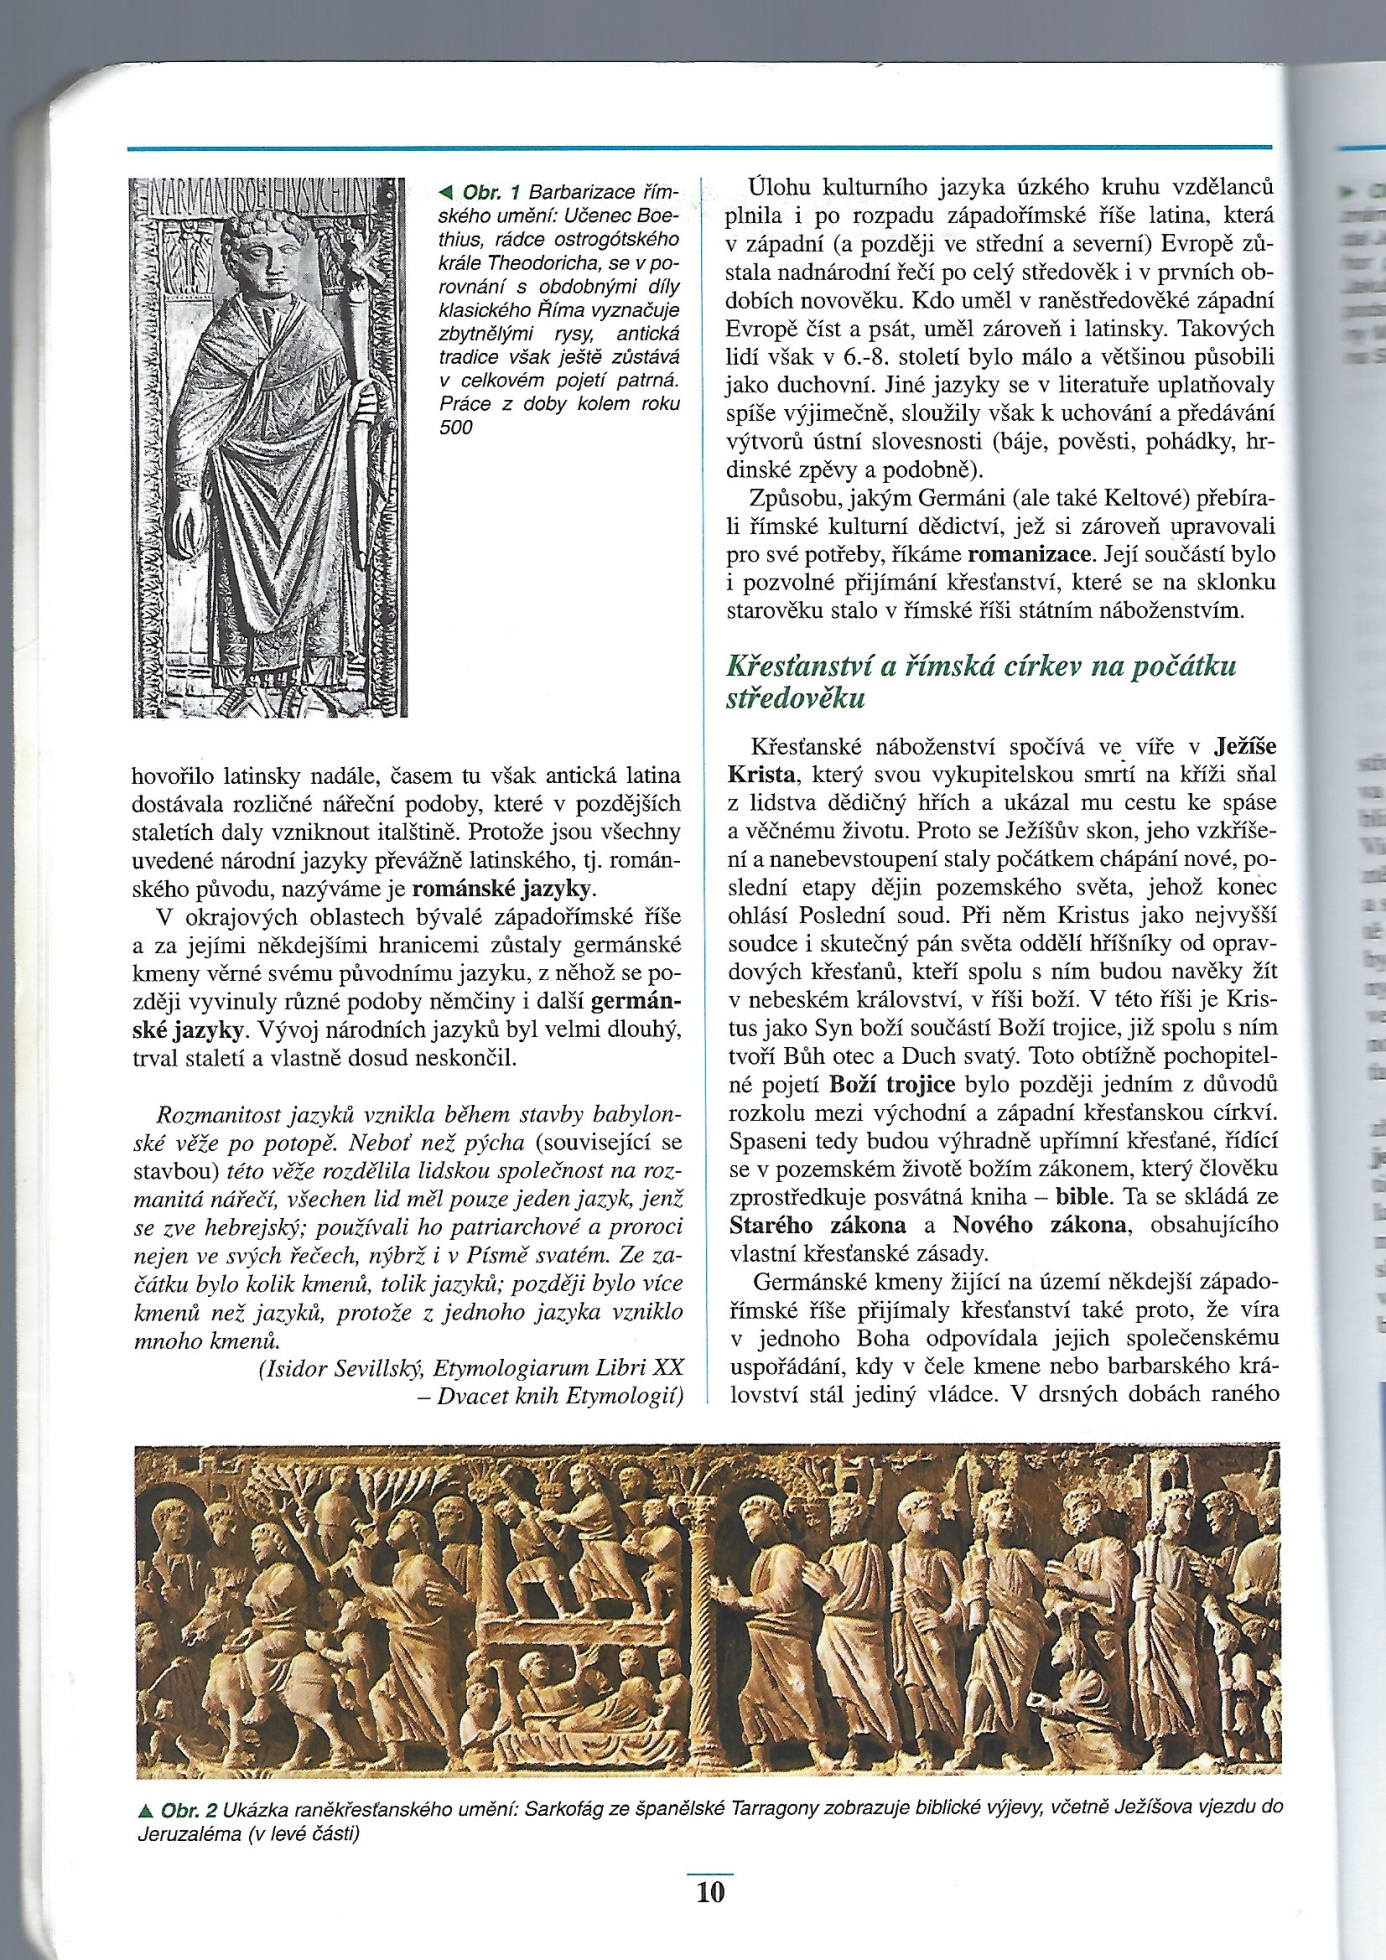 ◄ Obr. 1 Barbarizace řím-
ského umění: Učenec Boe-
thius, rádce ostrogótského
krále Theodoricha, se v po-
rovnání s obdobnými díly
klasického Říma vyznačuje
zbytnělými rysy, antická
tradice však ještě zůstává
v celkovém pojetí patrná.
Práce z doby kolem roku
500
hovořilo latinsky nadále, časem tu však antická latina
dostávala rozličné nářeční podoby, které v pozdějších
staletích daly vzniknout italštině. Protože jsou všechny
uvedené národní jazyky převážně latinského, tj. román-
ského původu, nazýváme je románské jazyky.
V okrajových oblastech bývalé západořímské říše
a za jejími někdejšími hranicemi zůstaly germánské
kmeny věrné svému původnímu jazyku, z něhož se po-
zději vyvinuly různé podoby němčiny i další germán-
ské jazyky. Vývoj národních jazyků byl velmi dlouhý,
trval staletí a vlastně dosud neskončil.
Rozmanitost jazyků vznikla během stavby babylon-
ské věže po potopě. Neboť než pýcha (související se
stavbou) této věže rozdělila lidskou společnost na roz-
manitá nářečí, všechen lid měl pouze jeden jazyk, jenž
se zve hebrejský; používali ho patriarchové a proroci
nejen ve svých řečech, nýbrž i v Písmě svatém. Ze za-
čátku bylo kolik kmenů, tolik jazyků; později bylo více
kmenů než jazyků, protože z jednoho jazyka vzniklo
mnoho kmenů.
(Isidor Sevillský, Etymologiarum Libri XX
– Dvacet knih Etymologií)
Úlohu kulturního jazyka úzkého kruhu vzdělanců
plnila i po rozpadu západořímské říše latina, která
v západní (a později ve střední a severní) Evropě zů-
stala nadnárodní řečí po celý středověk i v prvních ob-
dobích novověku. Kdo uměl v raněstředověké západní
Evropě číst a psát, uměl zároveň i latinsky. Takových
lidí však v 6.-8. století bylo málo a většinou působili
jako duchovní. Jiné jazyky se v literatuře uplatňovaly
spíše výjimečně, sloužily však k uchování a předávání
výtvorů ústní slovesnosti (báje, pověsti, pohádky, hr-
dinské zpěvy a podobně).
Způsobu, jakým Germáni (ale také Keltové) přebíra-
li římské kulturní dědictví, jež si zároveň upravovali
pro své potřeby, říkáme romanizace. Její součástí bylo
i pozvolné přijímání křesťanství, které se na sklonku
starověku stalo v římské říši státním náboženstvím.
Křesťanství a římská církev na počátku
středověku
Křesťanské náboženství spočívá ve víře v Ježíše
Krista, který svou vykupitelskou smrtí na kříži sňal
z lidstva dědičný hřích a ukázal mu cestu ke spáse
a věčnému životu. Proto se Ježíšův skon, jeho vzkříše-
ní a nanebevstoupení staly počátkem chápání nové, po-
slední etapy dějin pozemského světa, jehož konec
ohlásí Poslední soud. Při něm Kristus jako nejvyšší
soudce i skutečný pán světa oddělí hříšníky od oprav-
dových křesťanů, kteří spolu s ním budou navěky žít
v nebeském království, v říši boží. V této říši je Kris-
tus jako Syn boží součástí Boží trojice, již spolu s ním
tvoří Bůh otec a Duch svatý. Toto obtížně pochopitel-
né pojetí Boží trojice bylo později jedním z důvodů
rozkolu mezi východní a západní křesťanskou církví.
Spaseni tedy budou výhradně upřímní křesťané, řídící
se v pozemském životě božím zákonem, který člověku
zprostředkuje posvátná kniha – bible. Ta se skládá ze
Starého zákona a Nového zákona, obsahujícího
vlastní křesťanské zásady.
Germánské kmeny žijící na území někdejší západo-
římské říše přijímaly křesťanství také proto, že víra
v jednoho Boha odpovídala jejich společenskému
uspořádání, kdy v čele kmene nebo barbarského krá-
lovství stál jediný vládce. V drsných dobách raného
▲ Obr. 2 Ukázka raněkřesťanského umění: Sarkofág ze španělské Tarragony zobrazuje biblické výjevy, včetně Ježíšova vjezdu do
Jeruzaléma (v levé části)
10